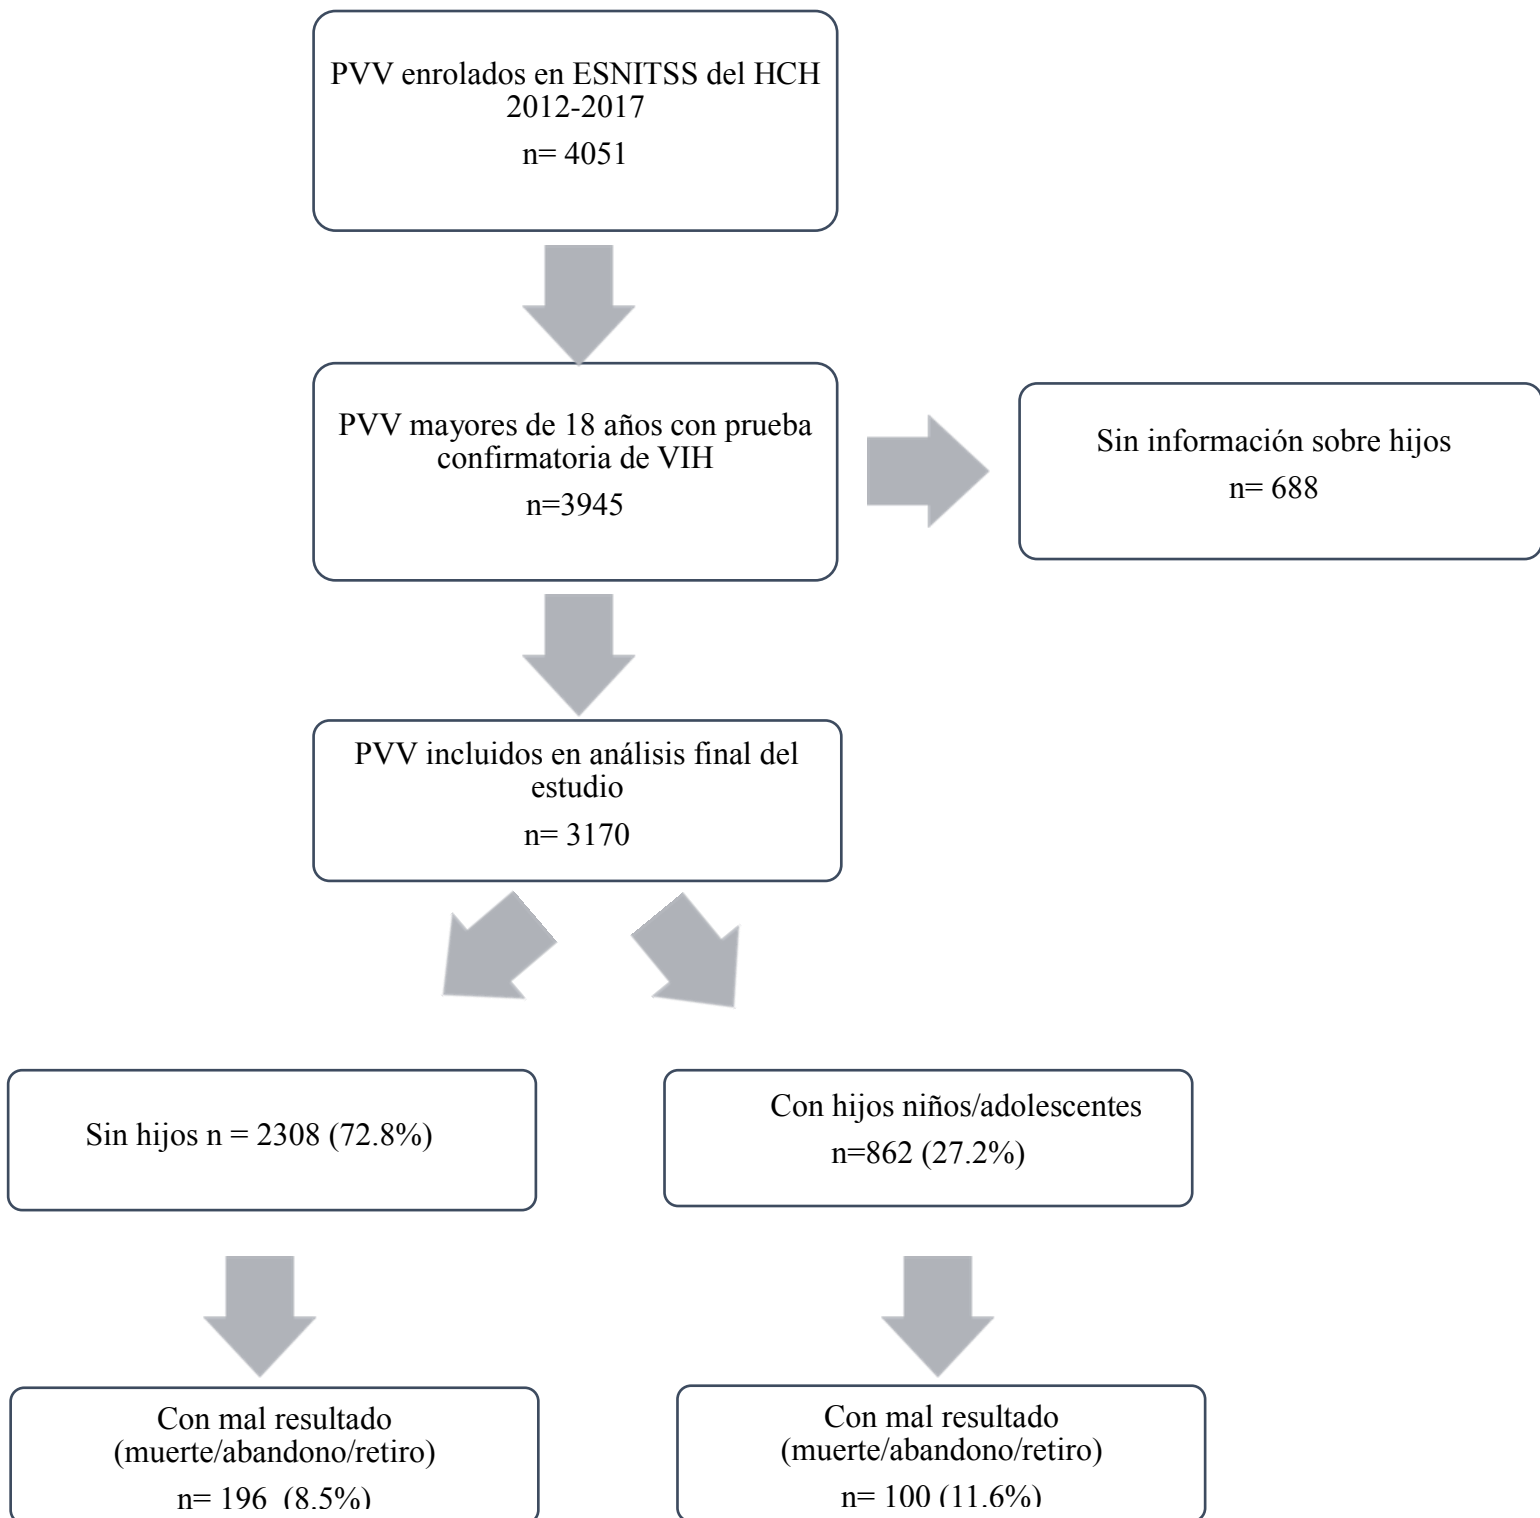 PVV enrolados en ESNITSS del HCH
2012-2017
n= 4051
PVV mayores de 18 años con prueba
confirmatoria de VIH
n=3945
Sin información sobre hijos
n= 688
PVV incluidos en análisis final del
estudio
n= 3170
Sin hijos n = 2308 (72.8%)
Con hijos niños/adolescentes
n=862 (27.2%)
Con mal resultado
(muerte/abandono/retiro)
n= 196 (8.5%)
Con mal resultado
(muerte/abandono/retiro)
n= 100 (11.6%)